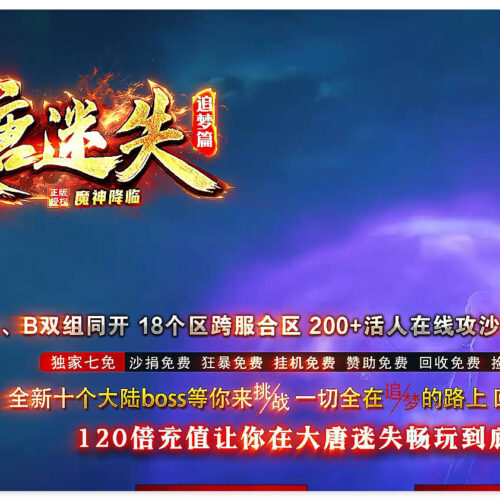 唐迷失
追梦篇
正版授权
魔神降临
、B双组同开 18个区跨服合区 200+活人在线攻沙
独家七免 沙捐免费 狂暴免费 挂机免费 赞助免费 回收免费
全新十个大陆boss等你来挑战 一切全在追梦的路上
120倍充值让你在大唐迷失畅玩到底